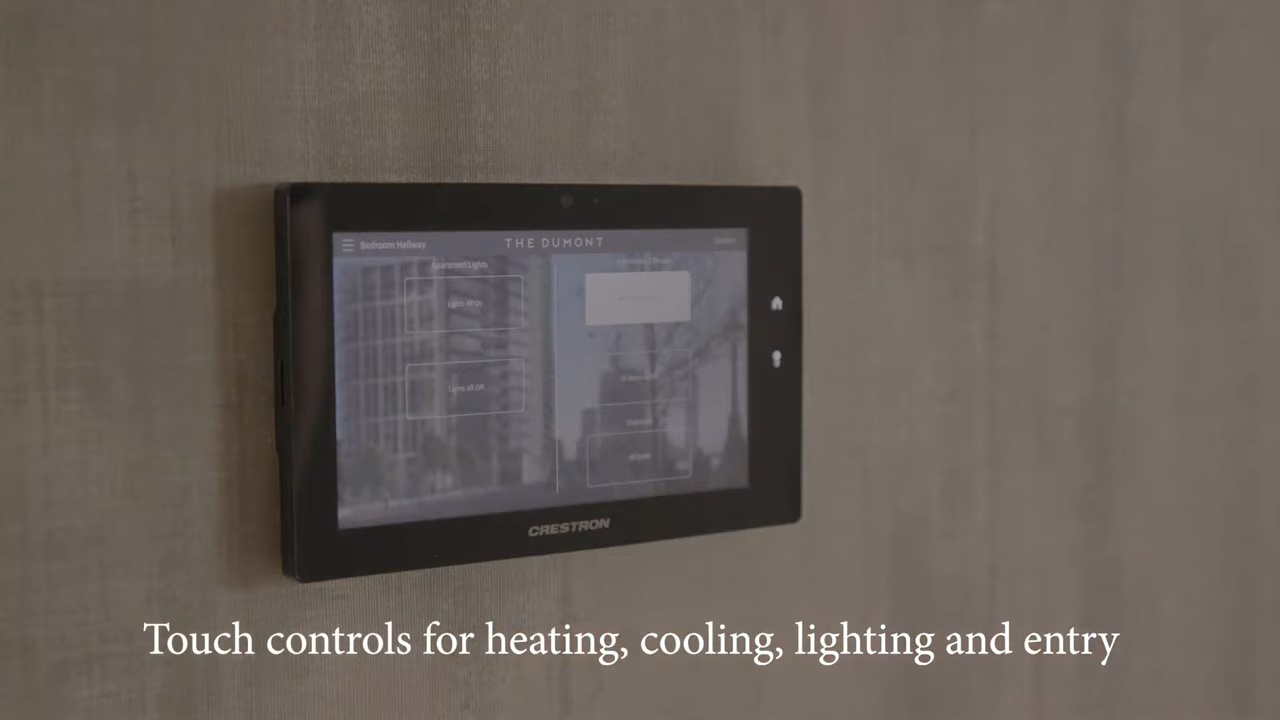 Bedroom Hallway
THE DUMONT
Apartment Lights
Lights All On
Lights All Off
CRESTRON
Touch controls for heating, cooling, lighting and entry